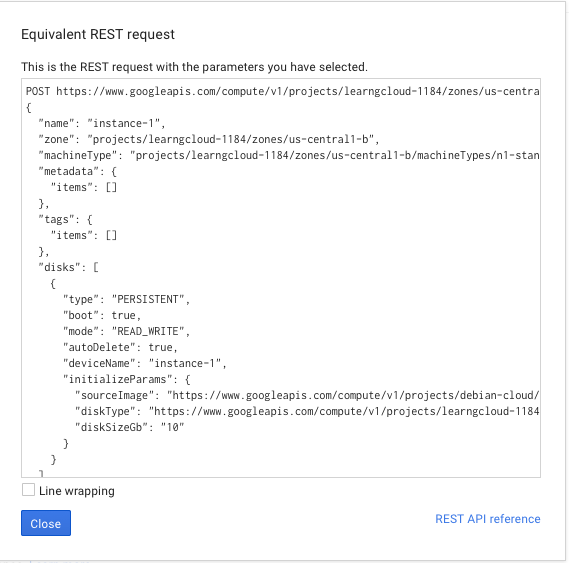 Equivalent REST request
This is the REST request with the parameters you have selected.
POST https://www.googleapis.com/compute/v1/projects/learngcloud-1184/zones/us-centra
{
  "name": "instance-1",
  "zone": "projects/learngcloud-1184/zones/us-central1-b",
  "machineType": "projects/learngcloud-1184/zones/us-central1-b/machineTypes/n1-stan
  "metadata": {
    "items": []
  },
  "tags": {
    "items": []
  },
  "disks": [
    {
      "type": "PERSISTENT",
      "boot": true,
      "mode": "READ_WRITE",
      "autoDelete": true,
      "deviceName": "instance-1",
      "initializeParams": {
        "sourceImage": "https://www.googleapis.com/compute/v1/projects/debian-cloud/
        "diskType": "https://www.googleapis.com/compute/v1/projects/learngcloud-1184
        "diskSizeGb": "10"
      }
    }
  ]
Line wrapping
Close
REST API reference